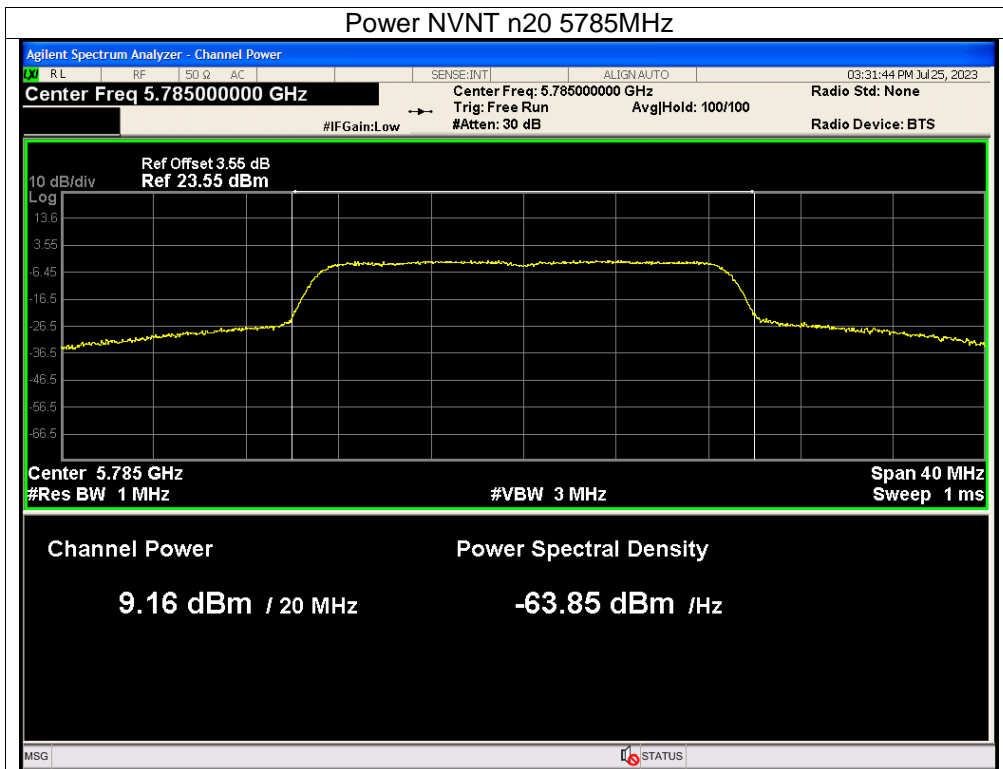 Power NVNT n20 5785MHz
Agilent Spectrum Analyzer - Channel Power
LXI RL RF 50 Ω AC SENSE:INT ALIGN AUTO 03:31:44 PM Jul 25, 2023
Center Freq 5.785000000 GHz
Center Freq: 5.785000000 GHz
Radio Std: None
Trig: Free Run Avg|Hold: 100/100
#IFGain:Low #Atten: 30 dB Radio Device: BTS
Ref Offset 3.55 dB
10 dB/div Ref 23.55 dBm
Log
13.6
3.55
-6.45
-16.5
-26.5
-36.5
-46.5
-56.5
-66.5
Center 5.785 GHz Span 40 MHz
#Res BW 1 MHz #VBW 3 MHz Sweep 1 ms
Channel Power Power Spectral Density
9.16 dBm / 20 MHz -63.85 dBm /Hz
MSG STATUS